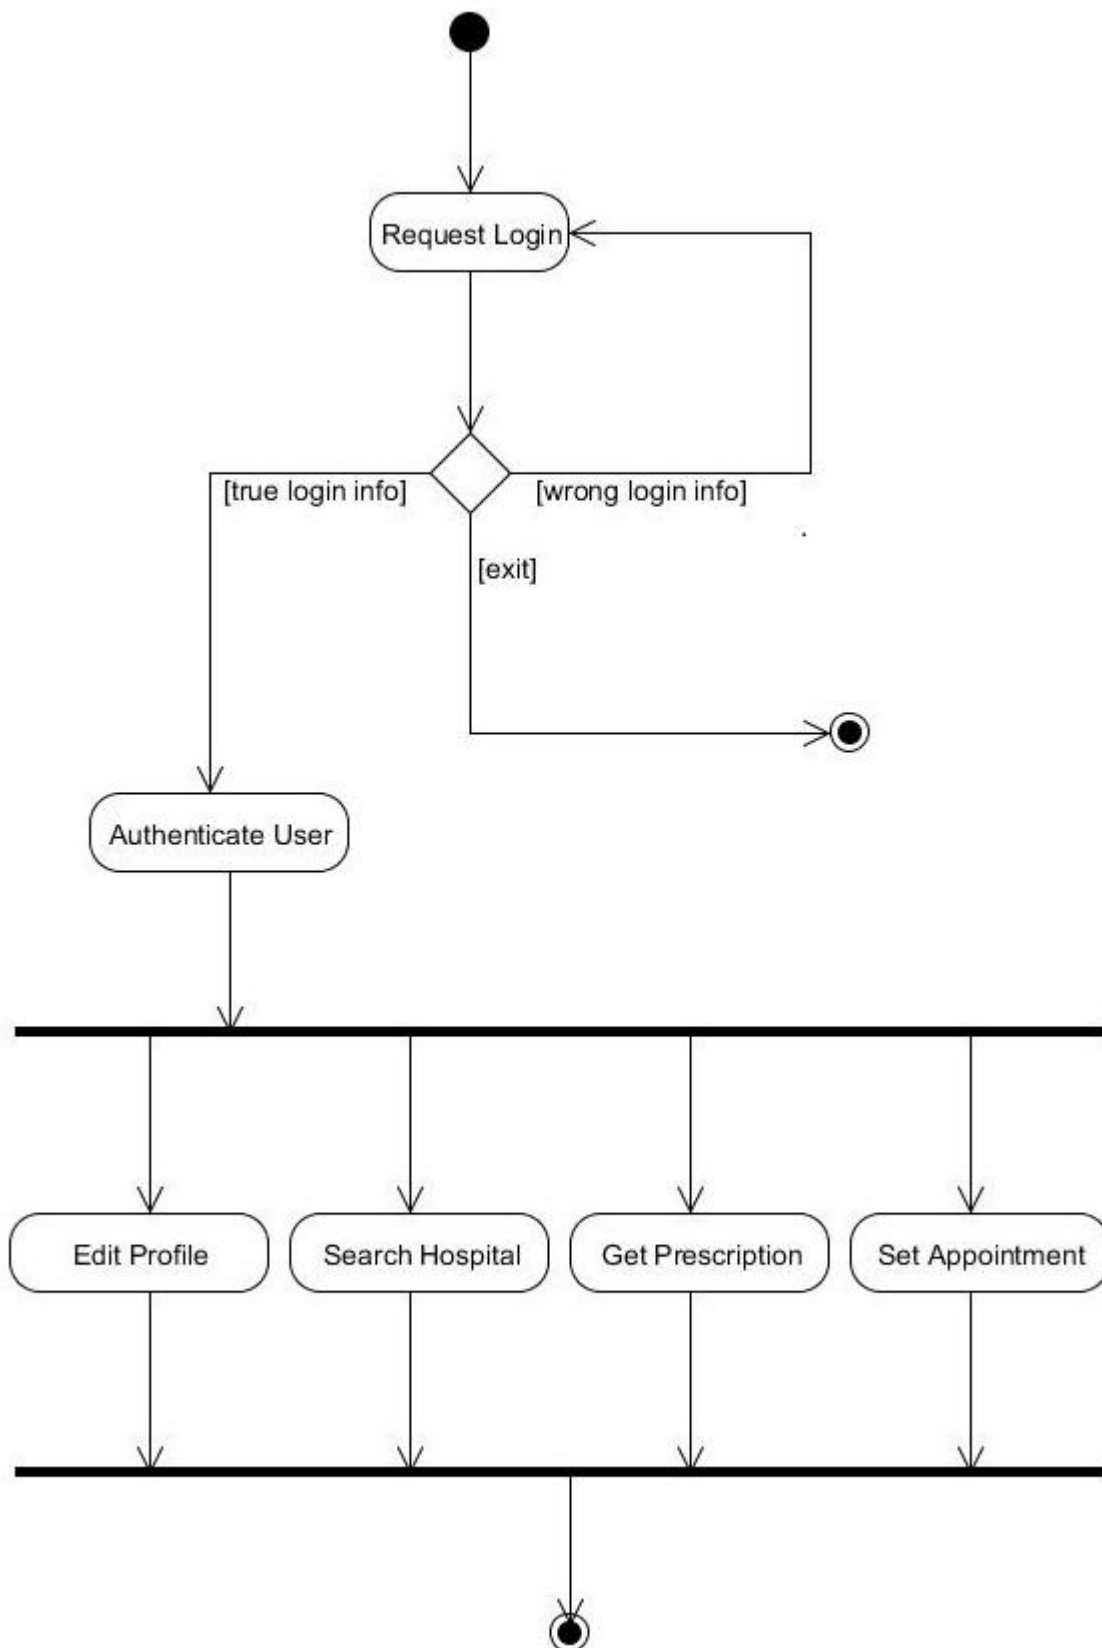 Request Login
[true login info]
[wrong login info]
[exit]
Authenticate User
Edit Profile
Search Hospital
Get Prescription
Set Appointment